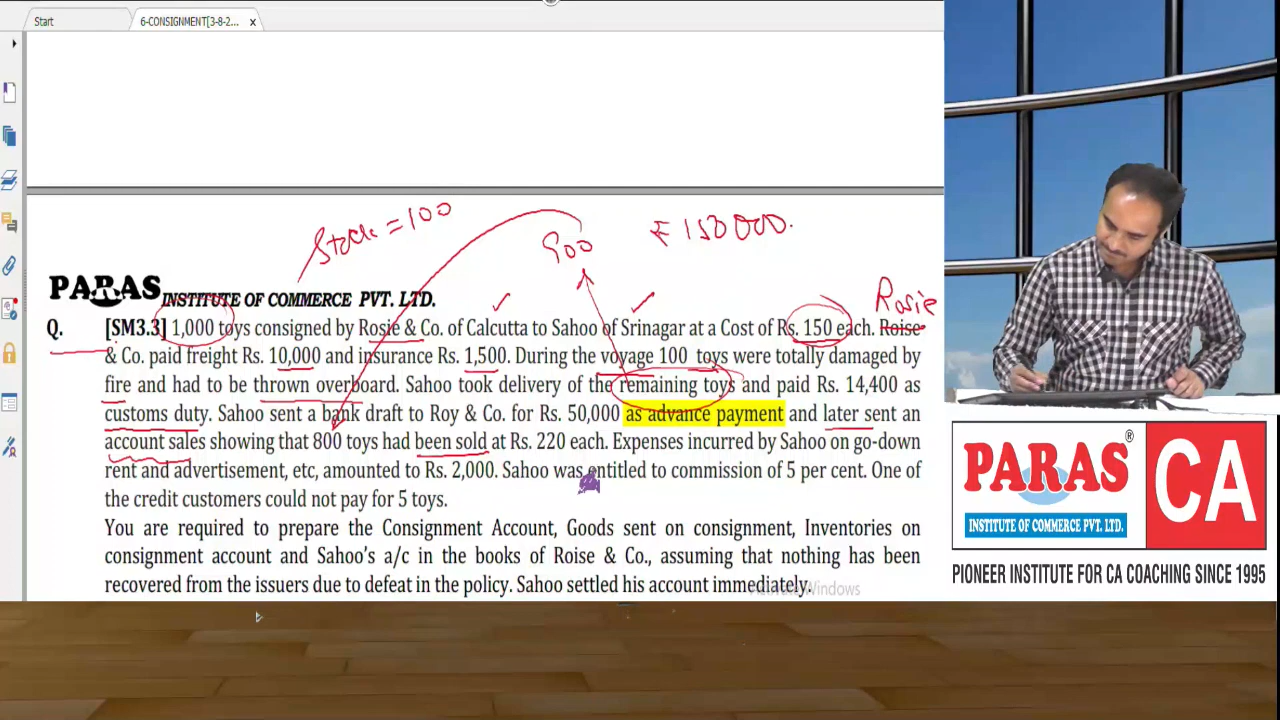 Start
6-CONSIGNMENT[3-8-2... x
Stock = 100
900
₹ 150000.
PARAS INSTITUTE OF COMMERCE PVT. LTD.
Rosie
Q. [SM3.3] 1,000 toys consigned by Rosie & Co. of Calcutta to Sahoo of Srinagar at a Cost of Rs. 150 each. Roise
& Co. paid freight Rs. 10,000 and insurance Rs. 1,500. During the voyage 100 toys were totally damaged by
fire and had to be thrown overboard. Sahoo took delivery of the remaining toys and paid Rs. 14,400 as
customs duty. Sahoo sent a bank draft to Roy & Co. for Rs. 50,000 as advance payment and later sent an
account sales showing that 800 toys had been sold at Rs. 220 each. Expenses incurred by Sahoo on go-down
rent and advertisement, etc, amounted to Rs. 2,000. Sahoo was entitled to commission of 5 per cent. One of
the credit customers could not pay for 5 toys.
You are required to prepare the Consignment Account, Goods sent on consignment, Inventories on
consignment account and Sahoo's a/c in the books of Roise & Co., assuming that nothing has been
recovered from the issuers due to defeat in the policy. Sahoo settled his account immediately.
Activate Windows
PARAS ®
INSTITUTE OF COMMERCE PVT. LTD.
CA
PIONEER INSTITUTE FOR CA COACHING SINCE 1995